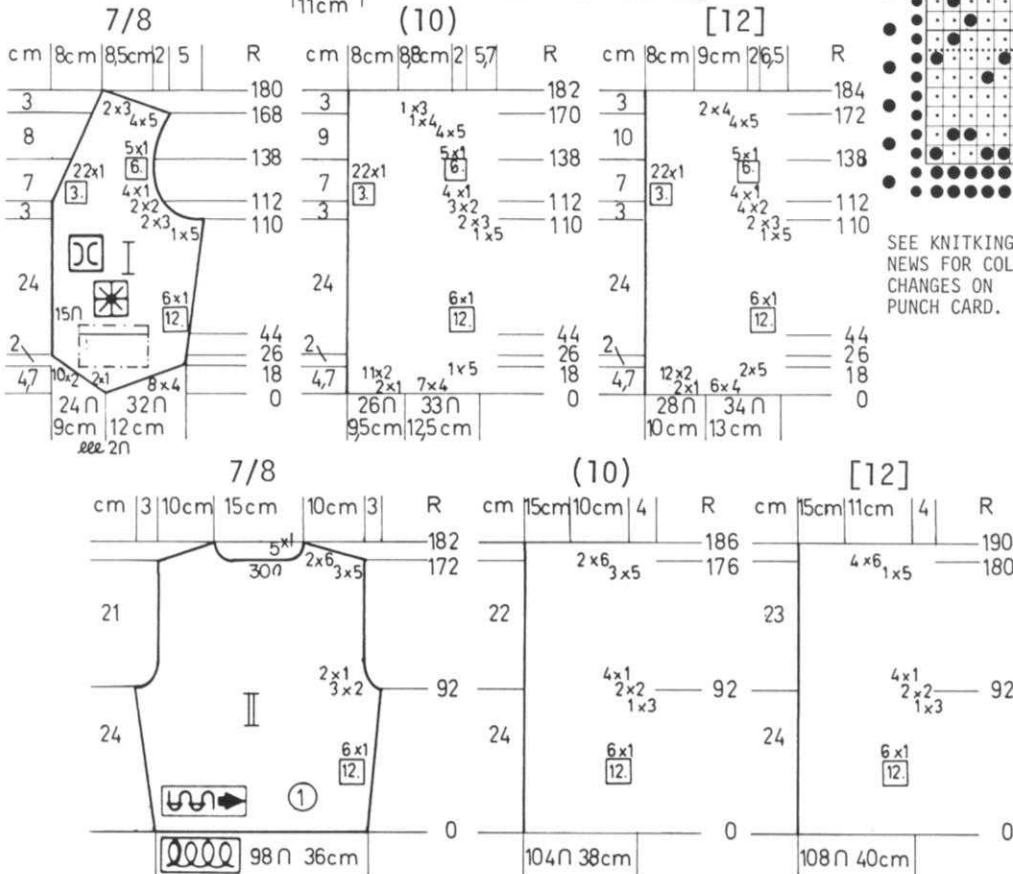 11cm
7/8 (10) [12]
cm 8cm 8,5cm 2 5 R cm 8cm 8,8cm 2 5,7 R cm 8cm 9cm 2 6,5 R
3 2x3 180 3 1x3 182 3 2x4 184
4x5 168 1x4 170 4x5 172
8 5x1 9 4x5 10 5x1
6. 138 5x1 138 6. 138
7 22x1 6. 7 22x1
3. 4x1 112 7 22x1 4x1 112 3. 4x1 112
3 2x2 110 3. 3x2 110 3 4x2 110
2x3 3 2x3 2x3
1x5 1x5 1x5
24 6x1 24 6x1 24 6x1
15∩ 12. 44 12. 44 12. 44
2 26 2 26 2 26
4,7 10x2 2x1 8x4 18 4,7 11x2 2x1 7x4 1x5 18 4,7 12x2 2x1 6x4 2x5 18
24∩ 32∩ 0 26∩ 33∩ 0 28∩ 34∩ 0
9cm 12cm 9,5cm 12,5cm 10cm 13cm
lll 2∩
SEE KNITKING
NEWS FOR COL
CHANGES ON
PUNCH CARD.
7/8 (10) [12]
cm 3 10cm 15cm 10cm 3 R cm 15cm 10cm 4 R cm 15cm 11cm 4 R
5x1 182 186 190
30∩ 2x6 3x5 172 2x6 3x5 176 4x6 1x5 180
21 22 23
2x1 4x1 4x1
3x2 92 2x2 92 2x2 92
1x3 1x3
24 II 24 24
6x1 6x1 6x1
1 12. 12. 12.
0 0 0
98∩ 36cm 104∩ 38cm 108∩ 40cm